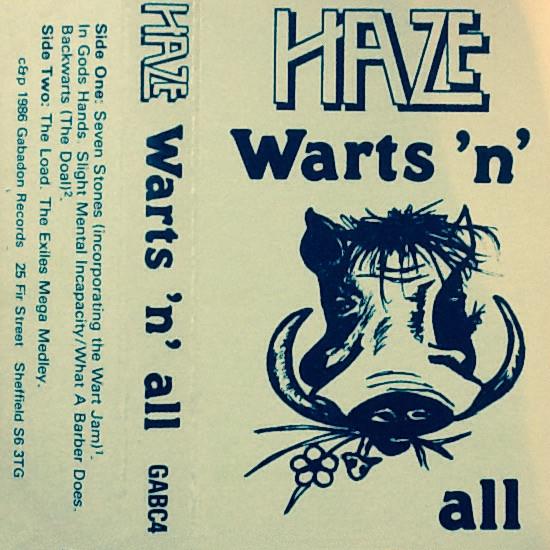 HAZE
Warts 'n'
all
HAZE Warts 'n' all GABC4
Side One: Seven Stones (incorporating the Wart Jam)¹.
In Gods Hands. Slight Mental Incapacity/What A Barber Does.
Backwarts (The Doal)².
Side Two: The Load. The Exiles Mega Medley.
c&p 1986 Gabadon Records 25 Fir Street Sheffield S6 3TG